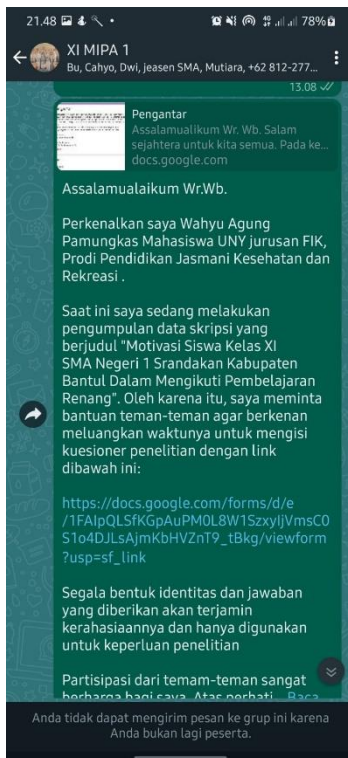 21.48
78%
XI MIPA 1
Bu, Cahyo, Dwi, jeasen SMA, Mutiara, +62 812-277...
13.08
Pengantar
Assalamualikum Wr. Wb. Salam
sejahtera untuk kita semua. Pada ke...
docs.google.com
Assalamualaikum Wr.Wb.
Perkenalkan saya Wahyu Agung
Pamungkas Mahasiswa UNY jurusan FIK,
Prodi Pendidikan Jasmani Kesehatan dan
Rekreasi .
Saat ini saya sedang melakukan
pengumpulan data skripsi yang
berjudul "Motivasi Siswa Kelas XI
SMA Negeri 1 Srandakan Kabupaten
Bantul Dalam Mengikuti Pembelajaran
Renang". Oleh karena itu, saya meminta
bantuan teman-teman agar berkenan
meluangkan waktunya untuk mengisi
kuesioner penelitian dengan link
dibawah ini:
https://docs.google.com/forms/d/e
/1FAIpQLSfKGpAuPM0L8W1SzxyIjVmsC0
S1o4DJLsAjmKbHVZnT9_tBkg/viewform
?usp=sf_link
Segala bentuk identitas dan jawaban
yang diberikan akan terjamin
kerahasiaannya dan hanya digunakan
untuk keperluan penelitian
Partisipasi dari temam-teman sangat
berharga bagi saya. Atas perhati... Baca
Anda tidak dapat mengirim pesan ke grup ini karena
Anda bukan lagi peserta.